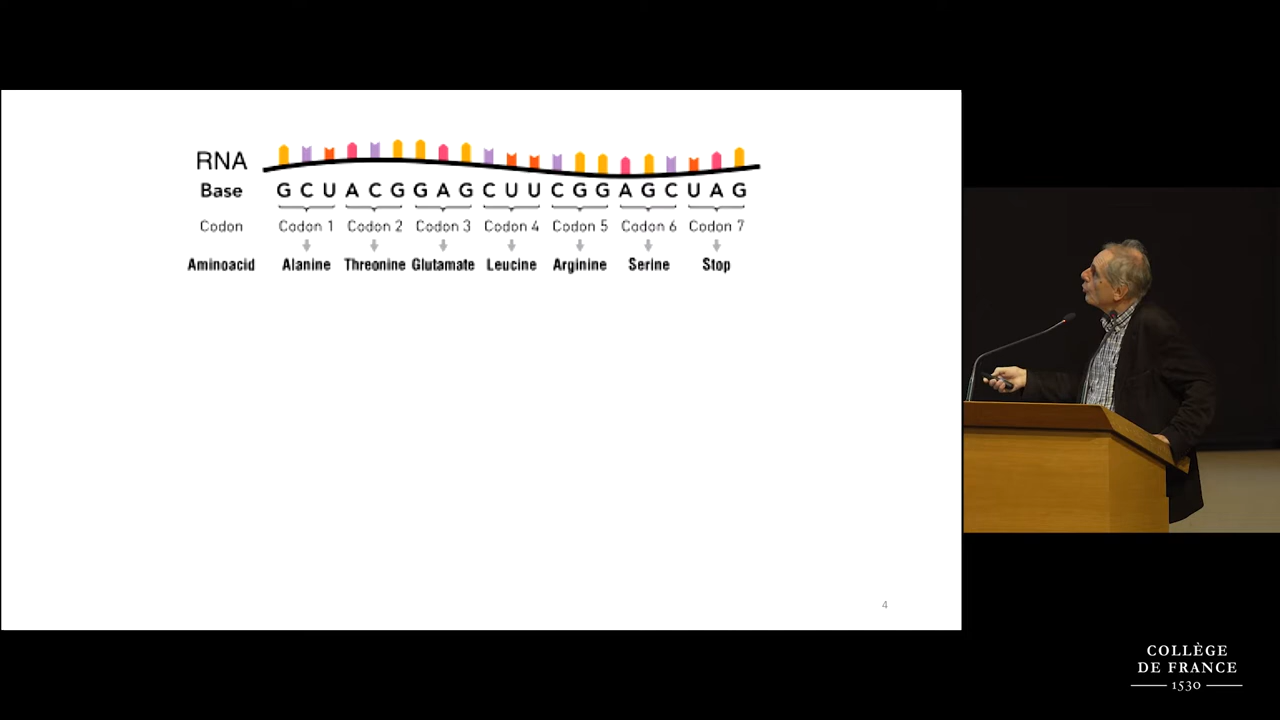 RNA
Base G C U A C G G A G C U U C G G A G C U A G
Codon Codon 1 Codon 2 Codon 3 Codon 4 Codon 5 Codon 6 Codon 7
Aminoacid Alanine Threonine Glutamate Leucine Arginine Serine Stop
4
COLLÈGE
DE FRANCE
1530